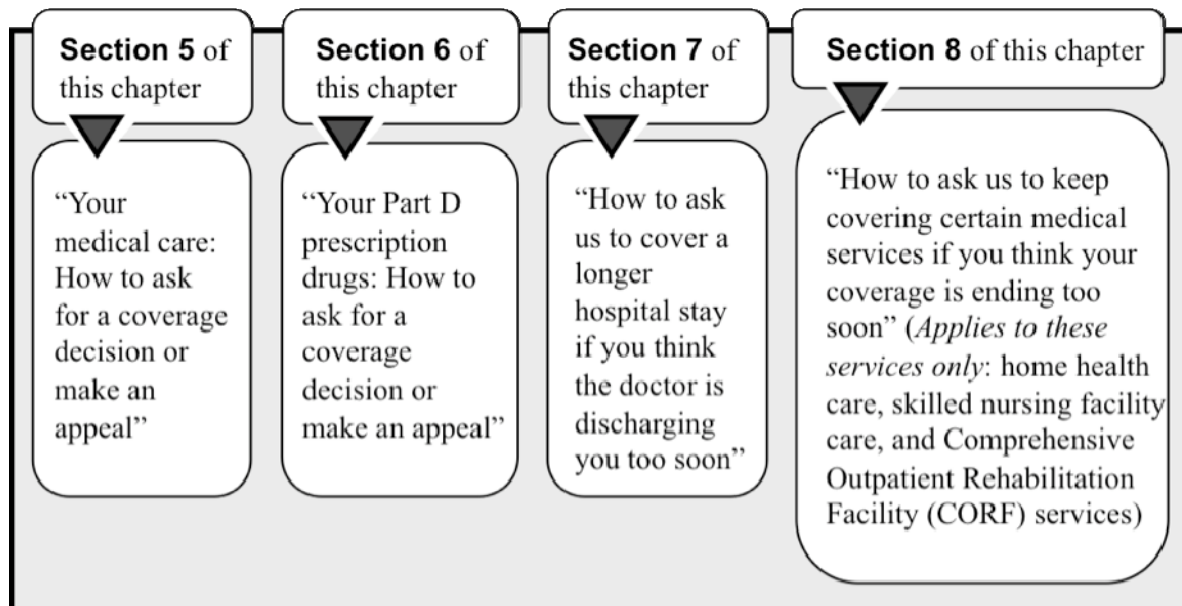 Section 5 of
this chapter
“Your
medical care:
How to ask
for a coverage
decision or
make an
appeal”
Section 6 of
this chapter
“Your Part D
prescription
drugs: How to
ask for a
coverage
decision or
make an appeal”
Section 7 of
this chapter
“How to ask
us to cover a
longer
hospital stay
if you think
the doctor is
discharging
you too soon”
Section 8 of this chapter
“How to ask us to keep
covering certain medical
services if you think your
coverage is ending too
soon” (Applies to these
services only: home health
care, skilled nursing facility
care, and Comprehensive
Outpatient Rehabilitation
Facility (CORF) services)